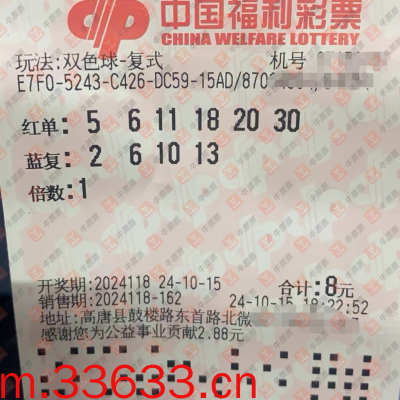 中国福利彩票
CHINA WELFARE LOTTERY
玩法:双色球-复式 机号
E7F0-5243-C426-DC59-15AD/870
红单: 5 6 11 18 20 30
蓝复: 2 6 10 13
倍数:1
开奖期:2024118 24-10-15 合计:8元
销售期:2024118-162 24-10-15 18:22:52
地址:高唐县鼓楼路东首路北微
感谢您为公益事业贡献2.88元
m.33633.cn